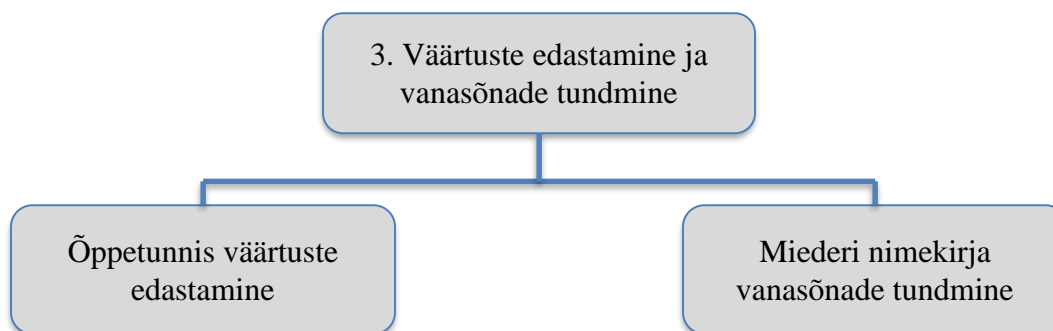 3. Väärtuste edastamine ja
vanasõnade tundmine
Õppetunnis väärtuste
edastamine
Miederi nimekirja
vanasõnade tundmine